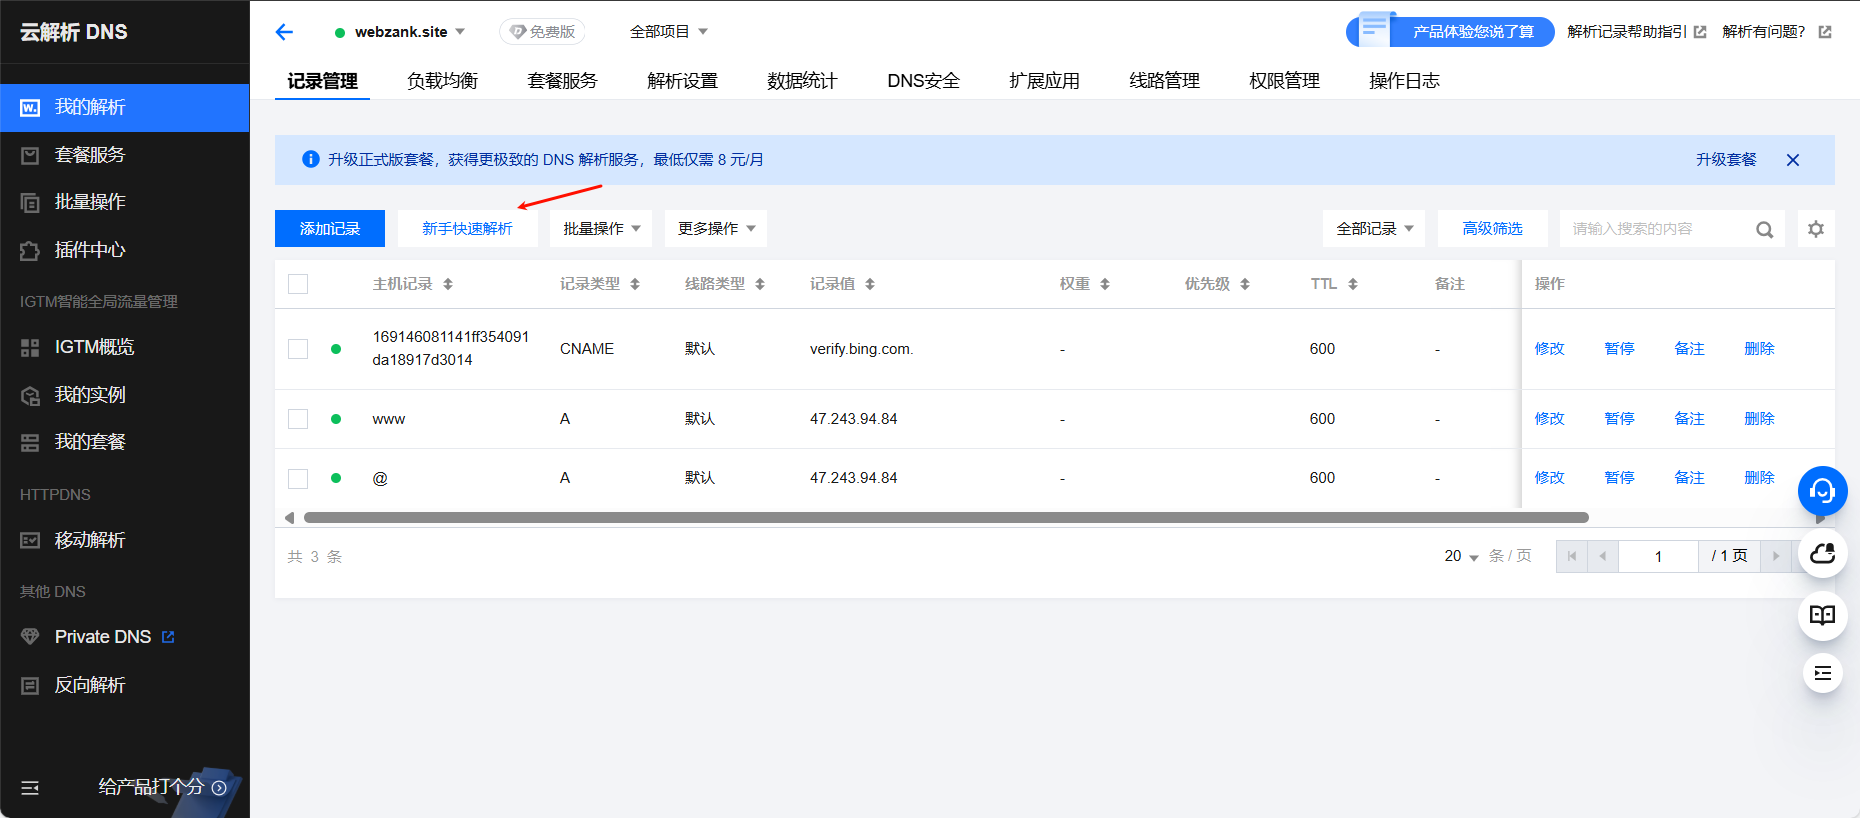 云解析 DNS
webzank.site
免费版
全部项目
产品体验您说了算
解析记录帮助指引
解析有问题?
记录管理
负载均衡
套餐服务
解析设置
数据统计
DNS安全
扩展应用
线路管理
权限管理
操作日志
我的解析
套餐服务
批量操作
插件中心
IGTM智能全局流量管理
IGTM概览
我的实例
我的套餐
HTTPDNS
移动解析
其他 DNS
Private DNS
反向解析
给产品打个分
升级正式版套餐，获得更极致的 DNS 解析服务，最低仅需 8 元/月
升级套餐
添加记录
新手快速解析
批量操作
更多操作
全部记录
高级筛选
请输入搜索的内容
主机记录 记录类型 线路类型 记录值 权重 优先级 TTL 备注 操作
169146081141ff354091
da18917d3014
CNAME 默认 verify.bing.com. - 600 - 修改 暂停 备注 删除
www A 默认 47.243.94.84 - 600 - 修改 暂停 备注 删除
@ A 默认 47.243.94.84 - 600 - 修改 暂停 备注 删除
共 3 条
20 条 / 页
1 / 1 页